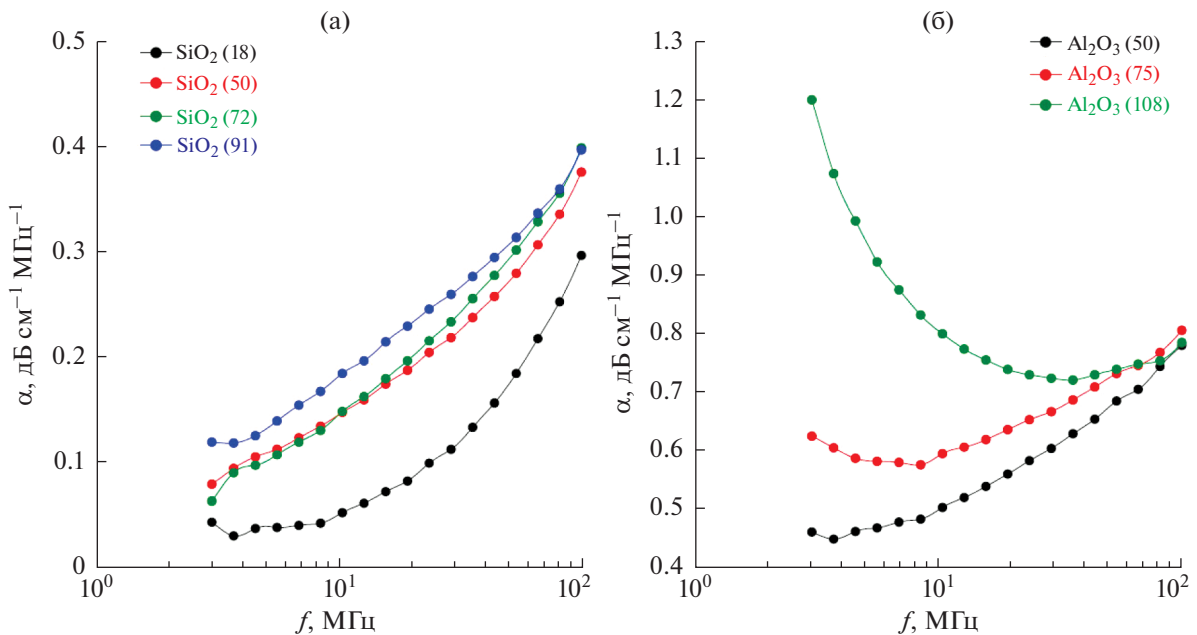 (а)
0.5
0.4
0.3
0.2
0.1
0
α, дБ см⁻¹ МГц⁻¹
SiO₂ (18)
SiO₂ (50)
SiO₂ (72)
SiO₂ (91)
10⁰
10¹
10²
f, МГц
(б)
1.3
1.2
1.1
1.0
0.9
0.8
0.7
0.6
0.5
0.4
α, дБ см⁻¹ МГц⁻¹
Al₂O₃ (50)
Al₂O₃ (75)
Al₂O₃ (108)
10⁰
10¹
10²
f, МГц